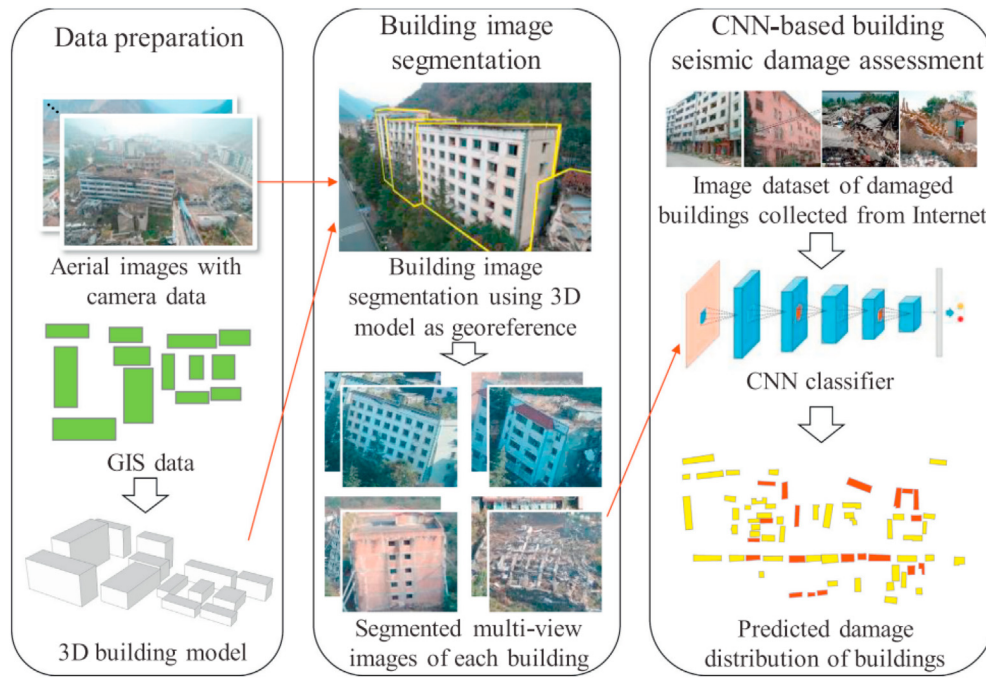 Data preparation
Aerial images with
camera data
GIS data
3D building model
Building image
segmentation
Building image
segmentation using 3D
model as georeference
Segmented multi-view
images of each building
CNN-based building
seismic damage assessment
Image dataset of damaged
buildings collected from Internet
CNN classifier
Predicted damage
distribution of buildings